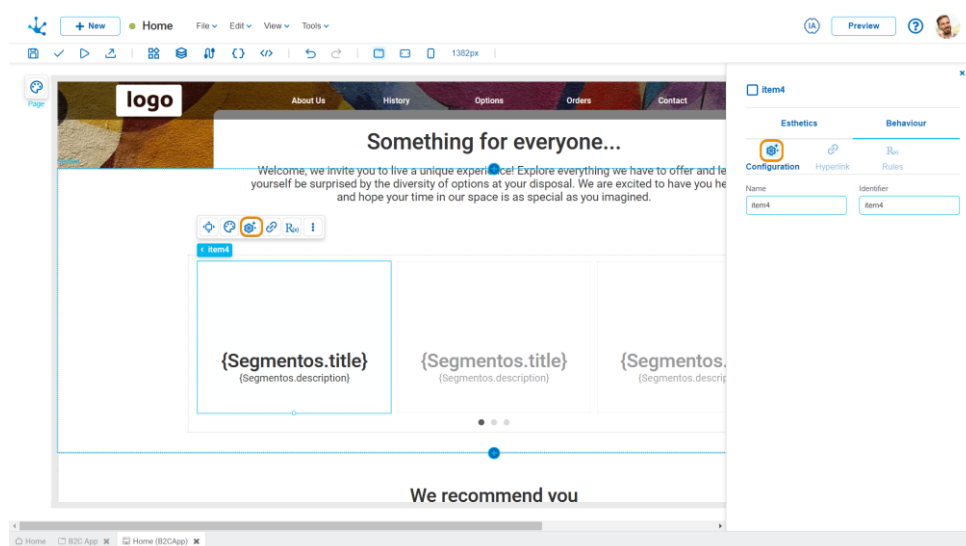 + New
Home
File
Edit
View
Tools
IA
Preview
?
1382px
Page
logo
About Us
History
Options
Orders
Contact
Something for everyone...
Welcome, we invite you to live a unique experience! Explore everything we have to offer and le
yourself be surprised by the diversity of options at your disposal. We are excited to have you he
and hope your time in our space is as special as you imagined.
item4
{Segmentos.title}
{Segmentos.description}
{Segmentos.title}
{Segmentos.description}
{Segmentos.
{Segmentos.descrip
We recommend you
item4
Esthetics
Behaviour
Configuration
Hyperlink
Rules
Name
Identifier
item4
item4
Home
B2C App
Home (B2CApp)